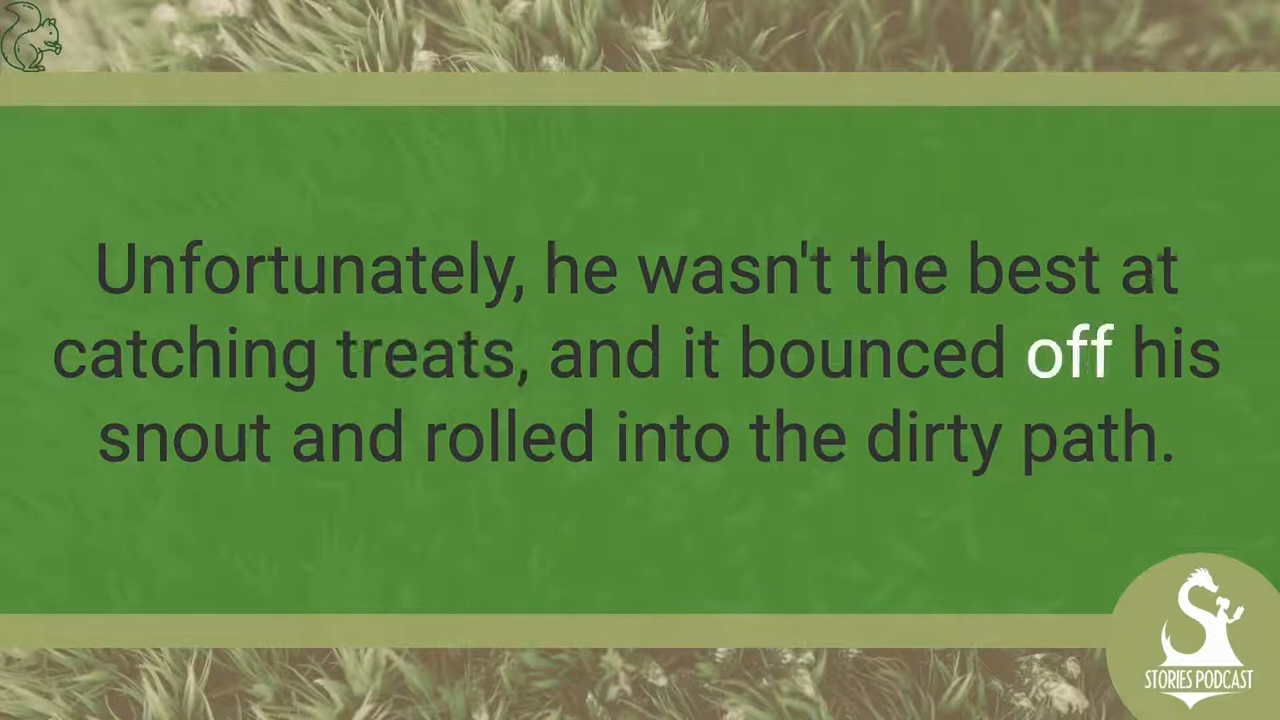 Unfortunately, he wasn't the best at
catching treats, and it bounced off his
snout and rolled into the dirty path.
STORIES PODCAST